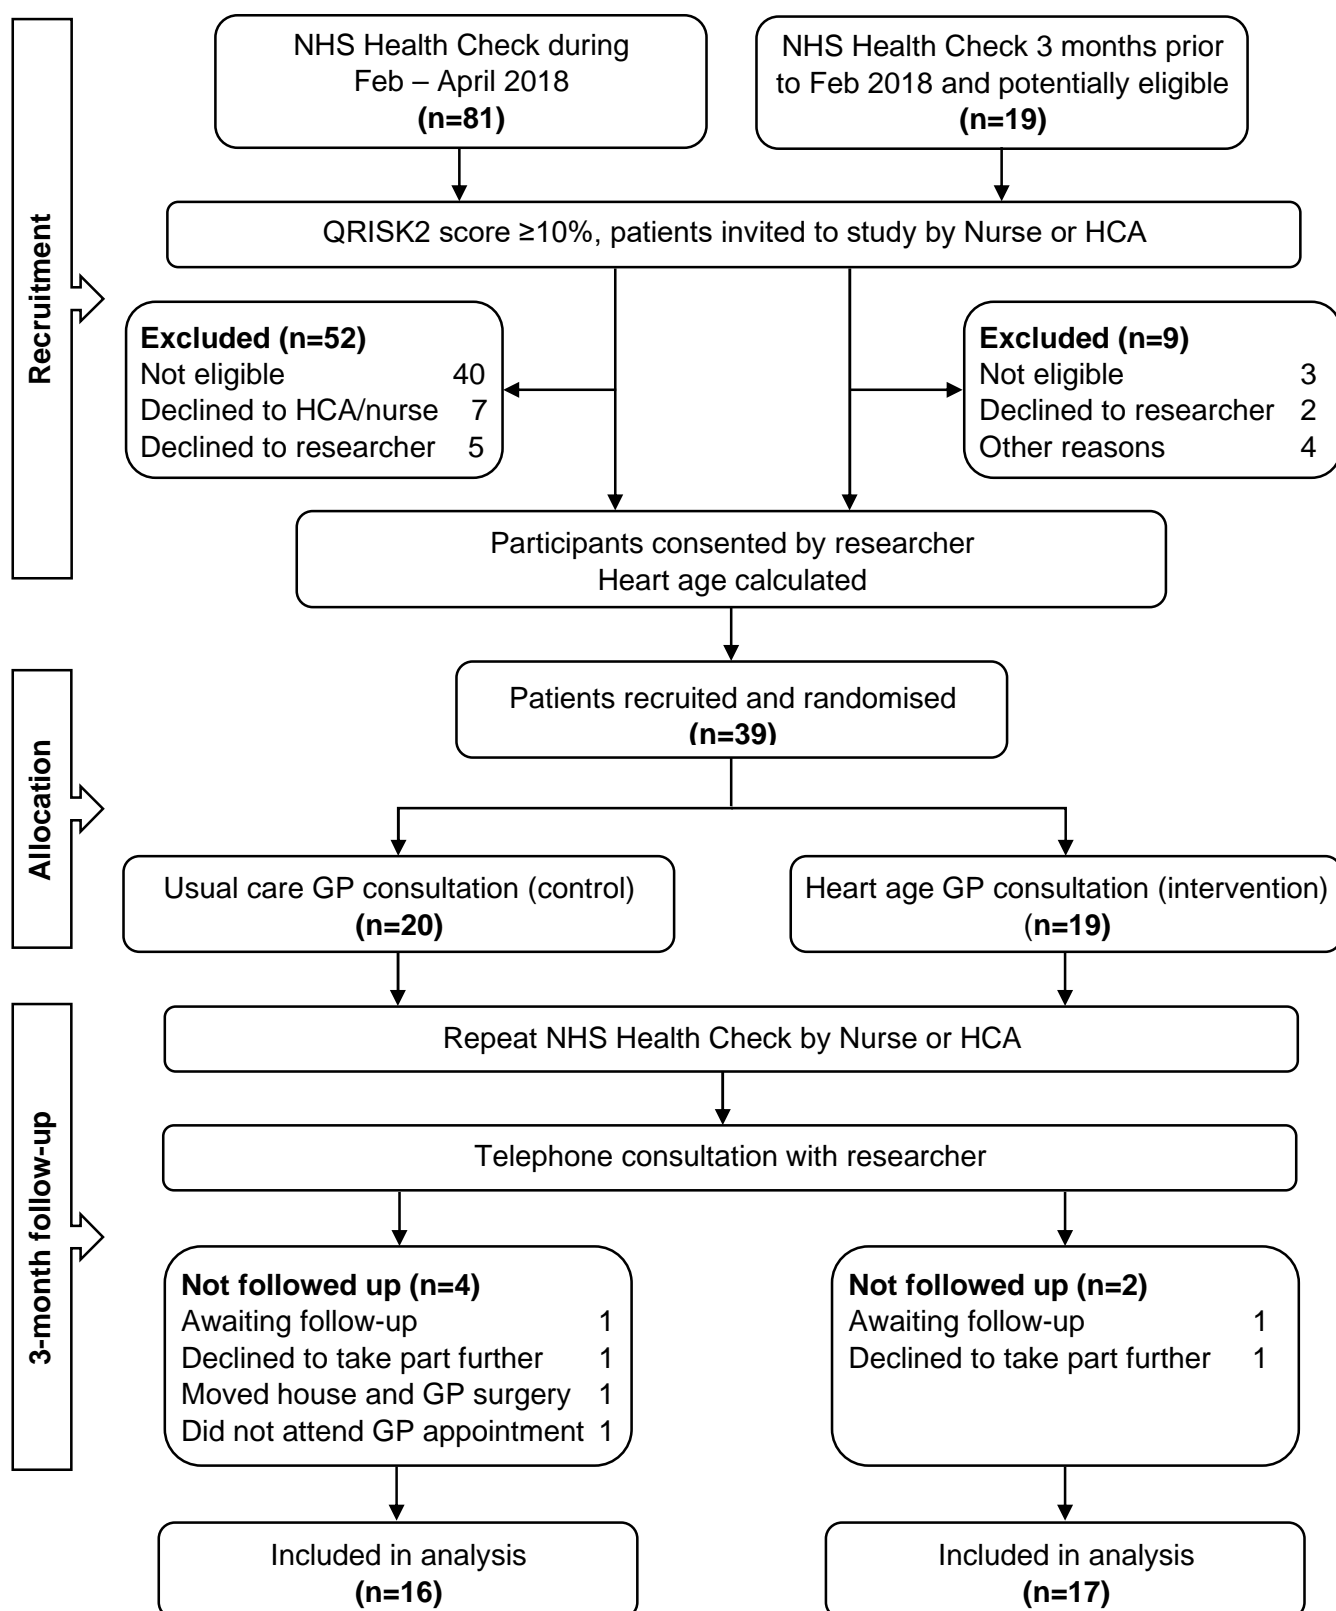 Recruitment
NHS Health Check during
Feb – April 2018
(n=81)
NHS Health Check 3 months prior
to Feb 2018 and potentially eligible
(n=19)
QRISK2 score ≥10%, patients invited to study by Nurse or HCA
Excluded (n=52)
Not eligible 40
Declined to HCA/nurse 7
Declined to researcher 5
Excluded (n=9)
Not eligible 3
Declined to researcher 2
Other reasons 4
Participants consented by researcher
Heart age calculated
Allocation
Patients recruited and randomised
(n=39)
Usual care GP consultation (control)
(n=20)
Heart age GP consultation (intervention)
(n=19)
3-month follow-up
Repeat NHS Health Check by Nurse or HCA
Telephone consultation with researcher
Not followed up (n=4)
Awaiting follow-up 1
Declined to take part further 1
Moved house and GP surgery 1
Did not attend GP appointment 1
Not followed up (n=2)
Awaiting follow-up 1
Declined to take part further 1
Included in analysis
(n=16)
Included in analysis
(n=17)